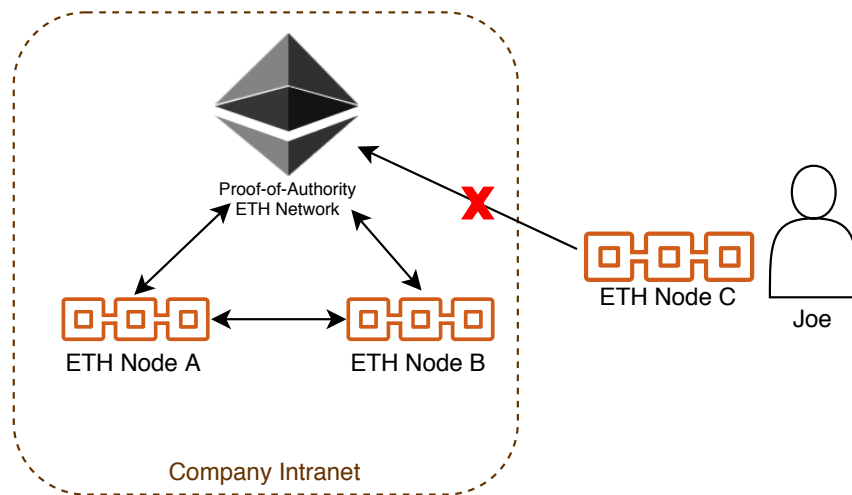 Proof-of-Authority
ETH Network
X
ETH Node C
Joe
ETH Node A
ETH Node B
Company Intranet